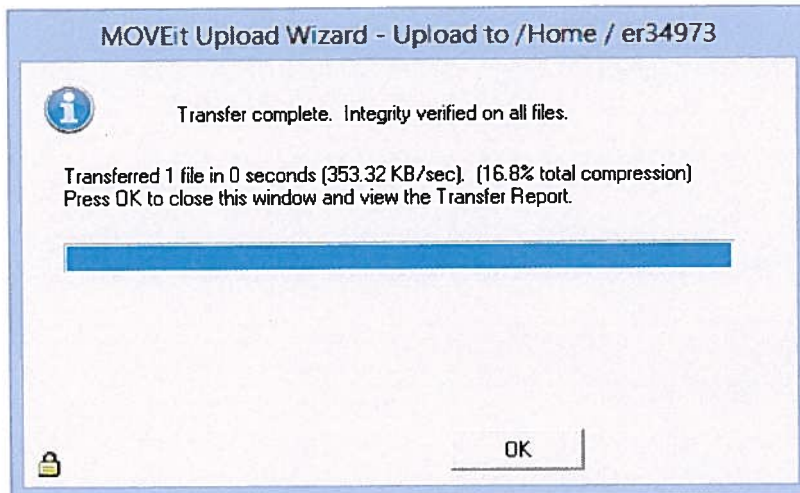 MOVEit Upload Wizard - Upload to /Home / er34973
Transfer complete. Integrity verified on all files.
Transferred 1 file in 0 seconds (353.32 KB/sec). (16.8% total compression)
Press OK to close this window and view the Transfer Report.
OK